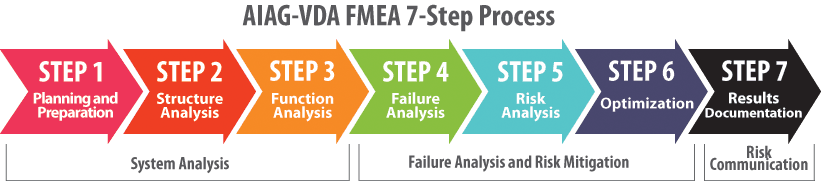 AIAG-VDA FMEA 7-Step Process
STEP 1
Planning and
Preparation
STEP 2
Structure
Analysis
STEP 3
Function
Analysis
STEP 4
Failure
Analysis
STEP 5
Risk
Analysis
STEP 6
Optimization
STEP 7
Results
Documentation
System Analysis
Failure Analysis and Risk Mitigation
Risk
Communication